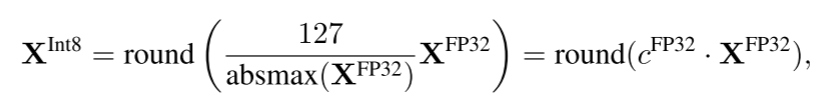 X^Int8 = round ( 127 / absmax(X^FP32) X^FP32 ) = round(c^FP32 · X^FP32),